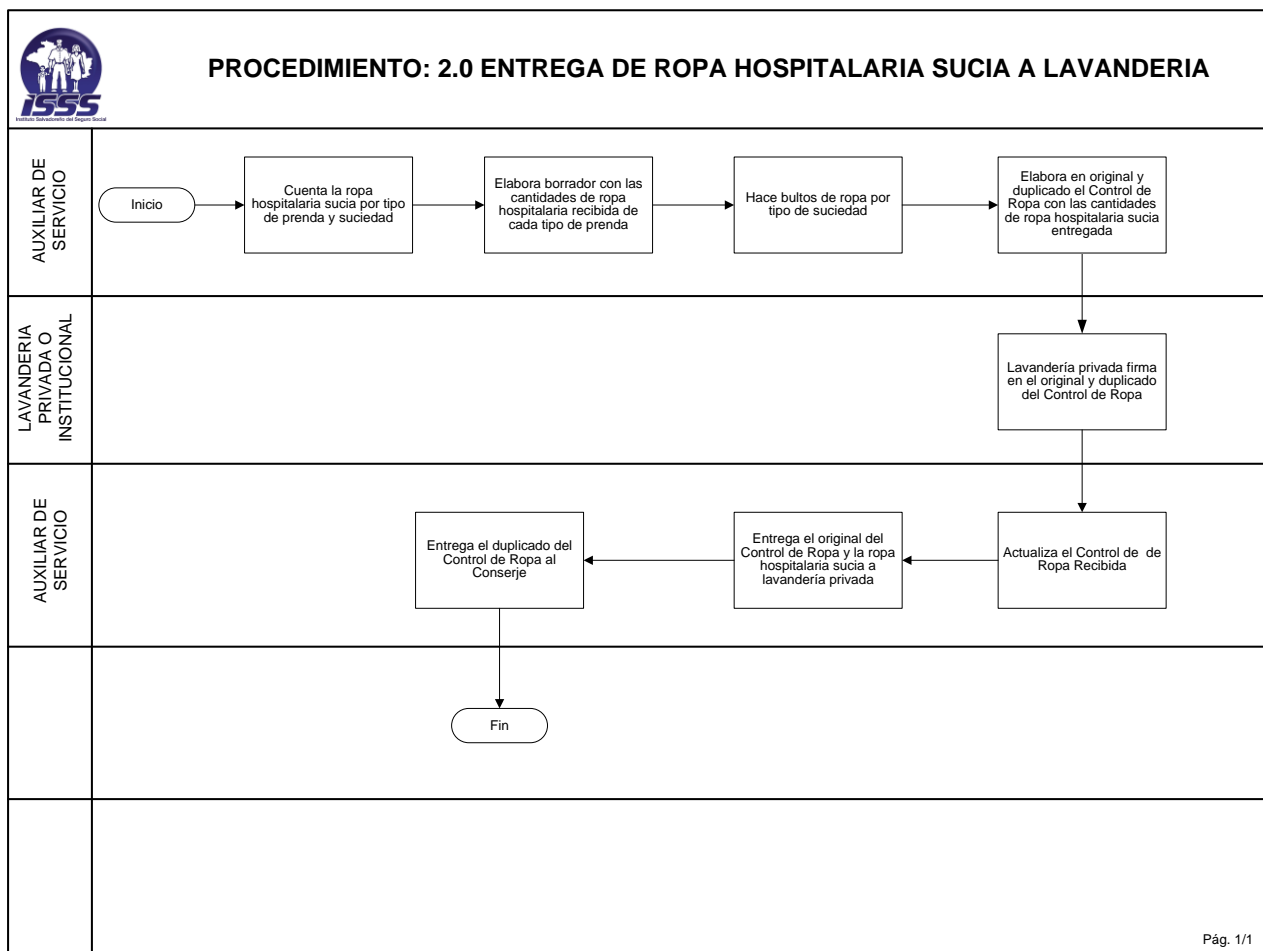 ISSS
Instituto Salvadoreño del Seguro Social
PROCEDIMIENTO: 2.0 ENTREGA DE ROPA HOSPITALARIA SUCIA A LAVANDERIA
AUXILIAR DE
SERVICIO
Inicio
Cuenta la ropa
hospitalaria sucia por tipo
de prenda y suciedad
Elabora borrador con las
cantidades de ropa
hospitalaria recibida de
cada tipo de prenda
Hace bultos de ropa por
tipo de suciedad
Elabora en original y
duplicado el Control de
Ropa con las cantidades
de ropa hospitalaria sucia
entregada
LAVANDERIA
PRIVADA O
INSTITUCIONAL
Lavandería privada firma
en el original y duplicado
del Control de Ropa
AUXILIAR DE
SERVICIO
Actualiza el Control de de
Ropa Recibida
Entrega el original del
Control de Ropa y la ropa
hospitalaria sucia a
lavandería privada
Entrega el duplicado del
Control de Ropa al
Conserje
Fin
Pág. 1/1